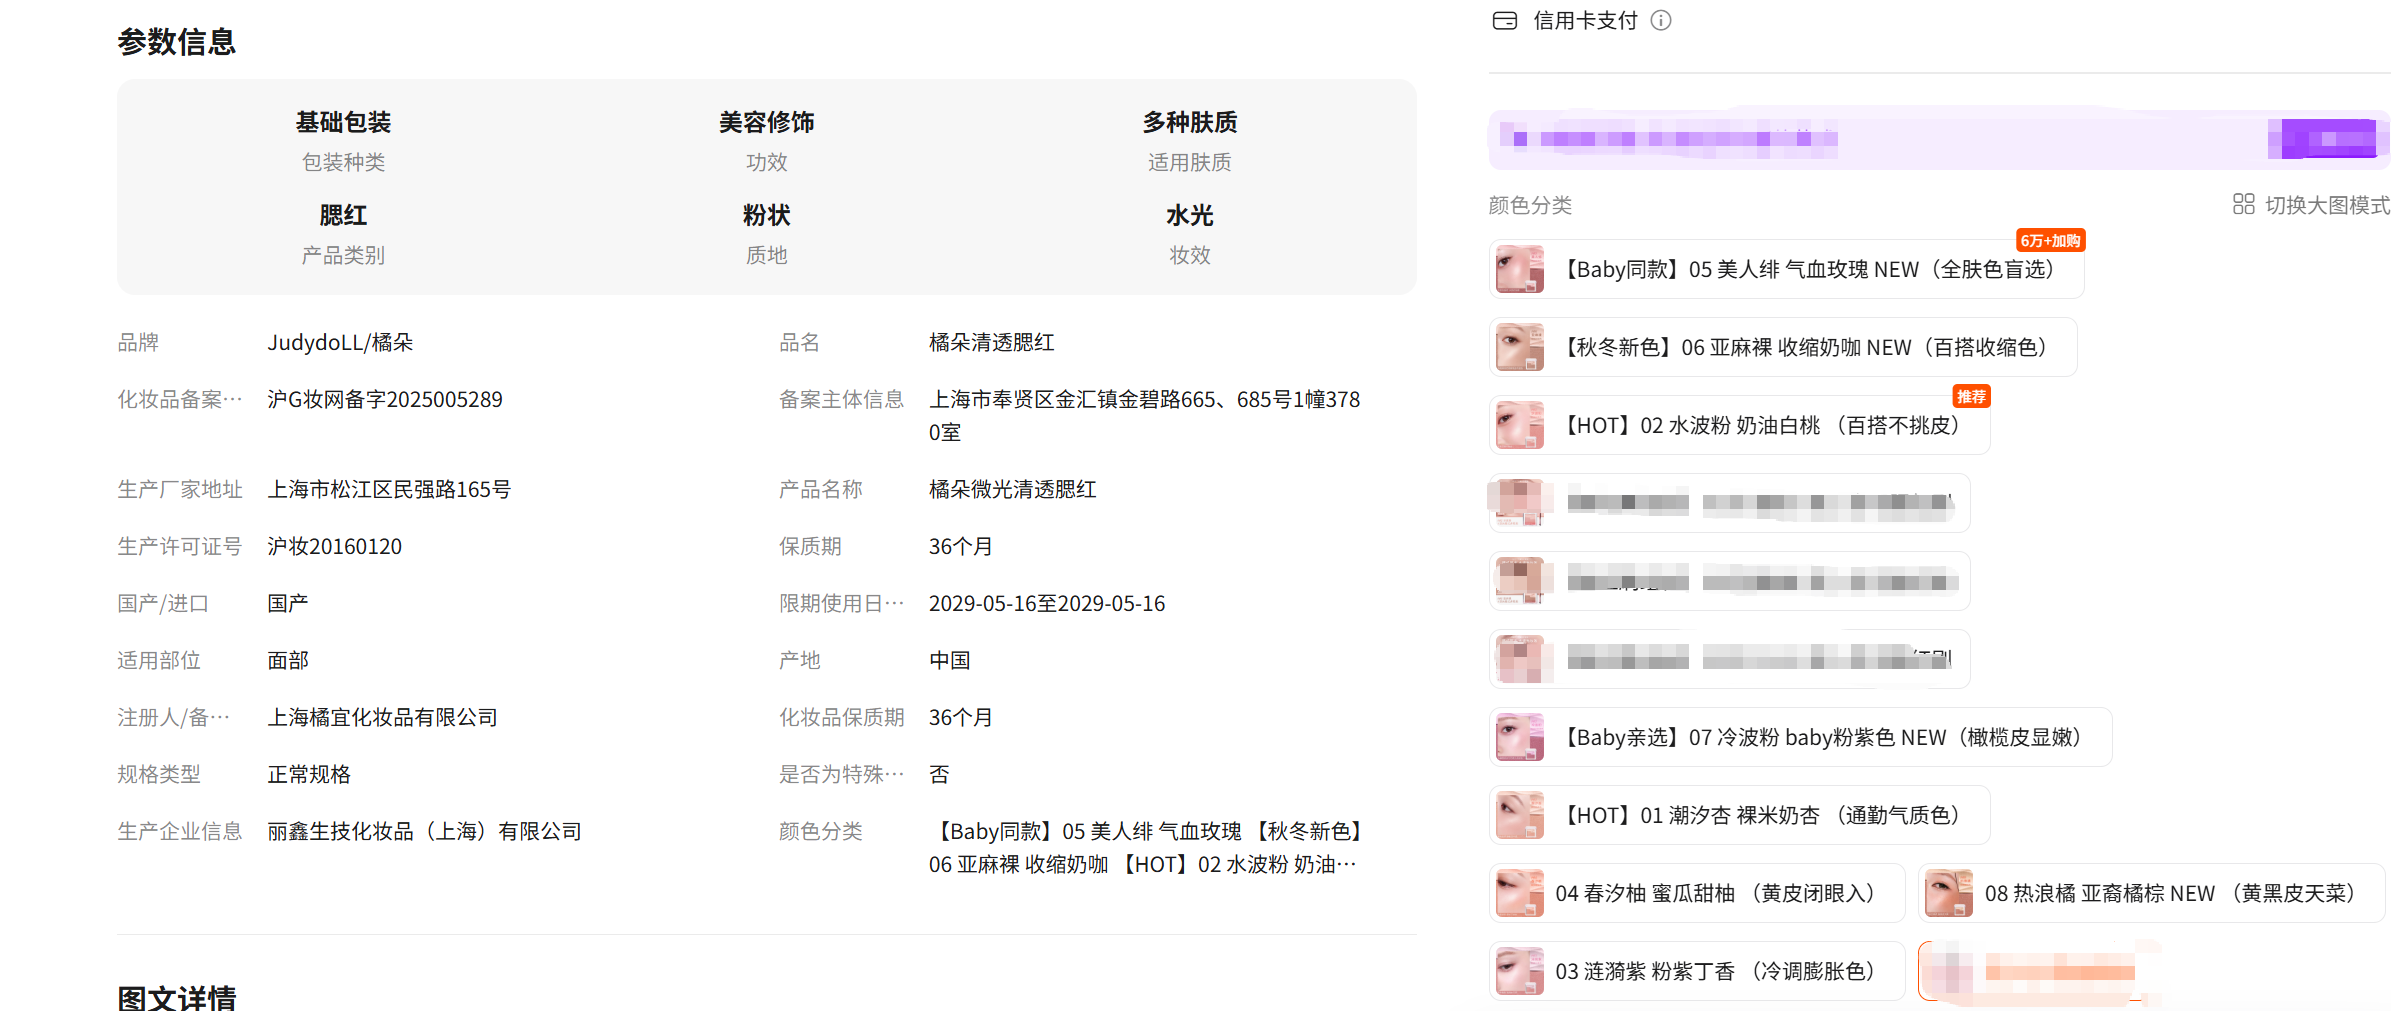 参数信息
基础包装
美容修饰
多种肤质
包装种类
功效
适用肤质
腮红
粉状
水光
产品类别
质地
妆效
品牌
JudydoLL/橘朵
品名
橘朵清透腮红
化妆品备案…
沪G妆网备字2025005289
备案主体信息
上海市奉贤区金汇镇金碧路665、685号1幢378
0室
生产厂家地址
上海市松江区民强路165号
产品名称
橘朵微光清透腮红
生产许可证号
沪妆20160120
保质期
36个月
国产/进口
国产
限期使用日…
2029-05-16至2029-05-16
适用部位
面部
产地
中国
注册人/备…
上海橘宜化妆品有限公司
化妆品保质期
36个月
规格类型
正常规格
是否为特殊…
否
生产企业信息
丽鑫生技化妆品（上海）有限公司
颜色分类
【Baby同款】05 美人绯 气血玫瑰 【秋冬新色】
06 亚麻裸 收缩奶咖 【HOT】02 水波粉 奶油…
图文详情
信用卡支付
颜色分类
切换大图模式
6万+加购
【Baby同款】05 美人绯 气血玫瑰 NEW（全肤色盲选）
【秋冬新色】06 亚麻裸 收缩奶咖 NEW（百搭收缩色）
推荐
【HOT】02 水波粉 奶油白桃 （百搭不挑皮）
【Baby亲选】07 冷波粉 baby粉紫色 NEW（橄榄皮显嫩）
【HOT】01 潮汐杏 裸米奶杏 （通勤气质色）
04 春汐柚 蜜瓜甜柚 （黄皮闭眼入）
08 热浪橘 亚裔橘棕 NEW （黄黑皮天菜）
03 涟漪紫 粉紫丁香 （冷调膨胀色）